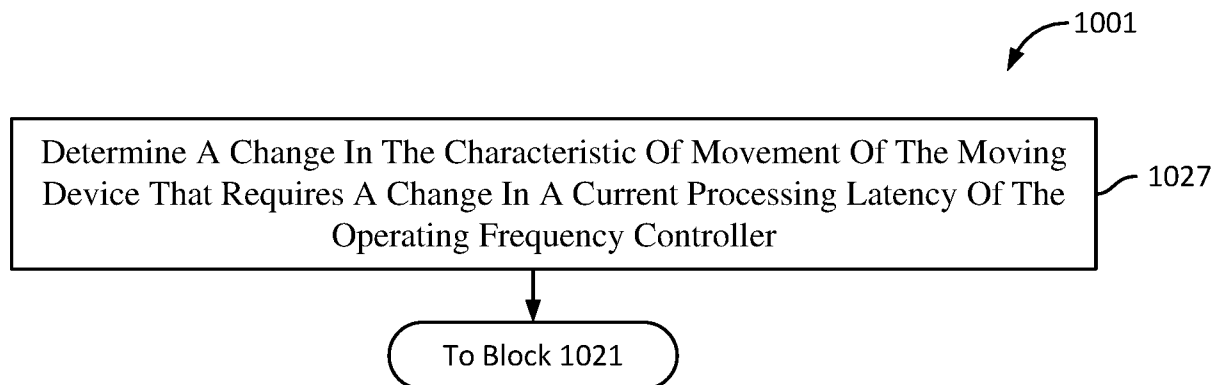 1001
Determine A Change In The Characteristic Of Movement Of The Moving
Device That Requires A Change In A Current Processing Latency Of The
Operating Frequency Controller
1027
To Block 1021